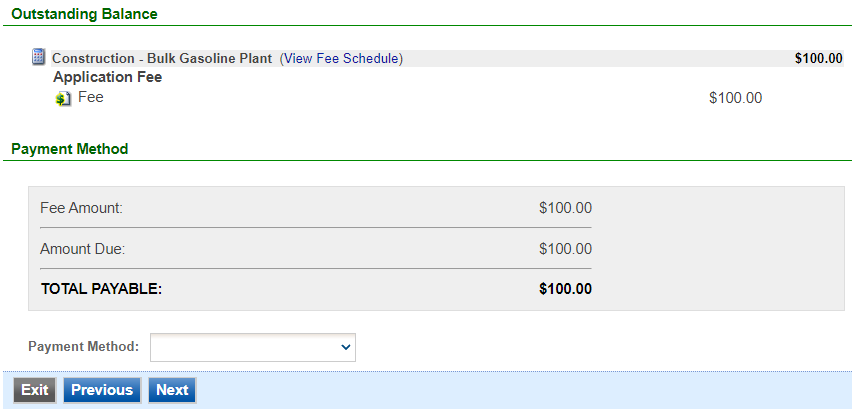 Outstanding Balance
Construction - Bulk Gasoline Plant (View Fee Schedule) $100.00
Application Fee
$ Fee $100.00
Payment Method
Fee Amount: $100.00
Amount Due: $100.00
TOTAL PAYABLE: $100.00
Payment Method:
Exit Previous Next